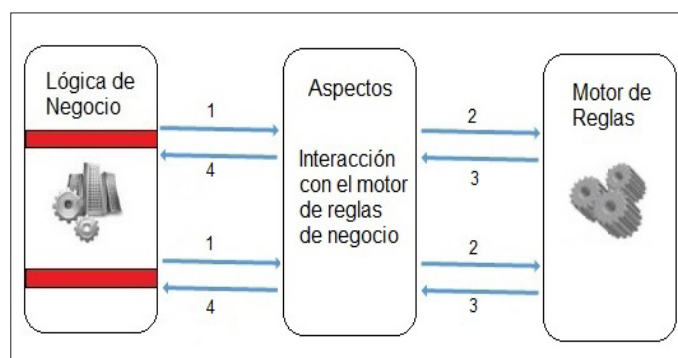 Lógica de
Negocio
1
4
1
4
Aspectos
Interacción
con el motor
de reglas
de negocio
2
3
2
3
Motor de
Reglas